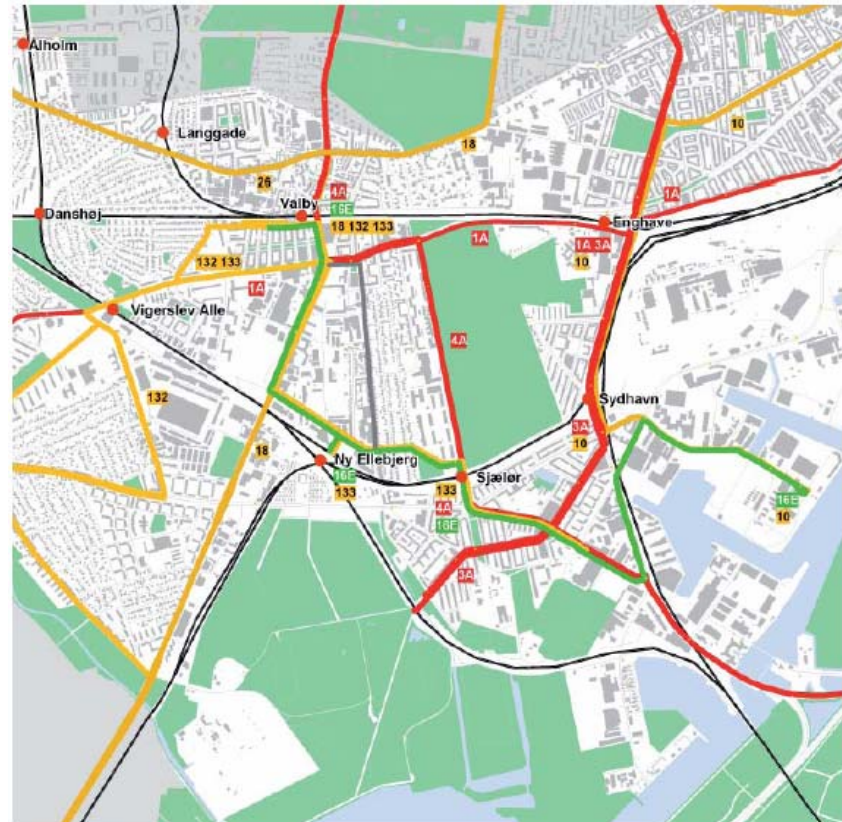 Alholm
Langgade
18
10
26
4A
16E
1A
Valby
18 132 133
Danshøj
Enghave
1A
1A 3A
10
132 133
1A
Vigerslev Alle
4A
132
Sydhavn
3A
10
18
Ny Ellebjerg
16E
133
Sjælør
133
4A
16E
16E
10
3A